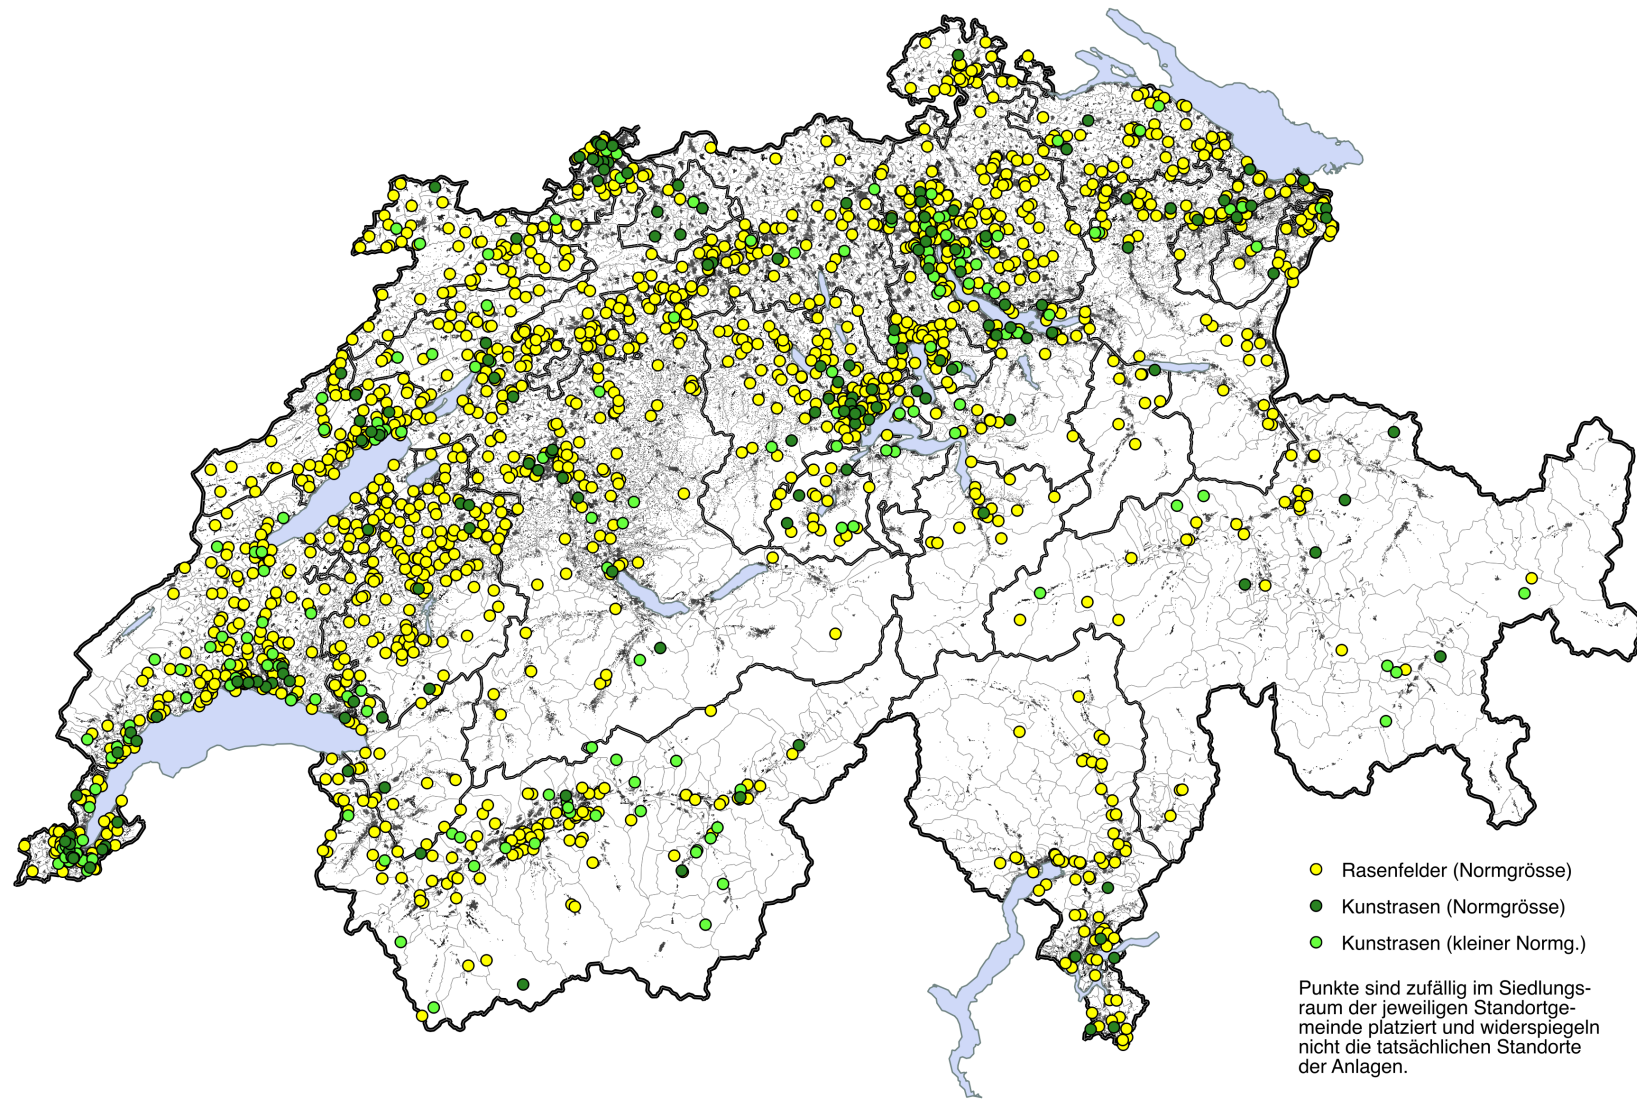 Rasenfelder (Normgrösse)
Kunstrasen (Normgrösse)
Kunstrasen (kleiner Normg.)
Punkte sind zufällig im Siedlungs-
raum der jeweiligen Standortge-
meinde platziert und widerspiegeln
nicht die tatsächlichen Standorte
der Anlagen.